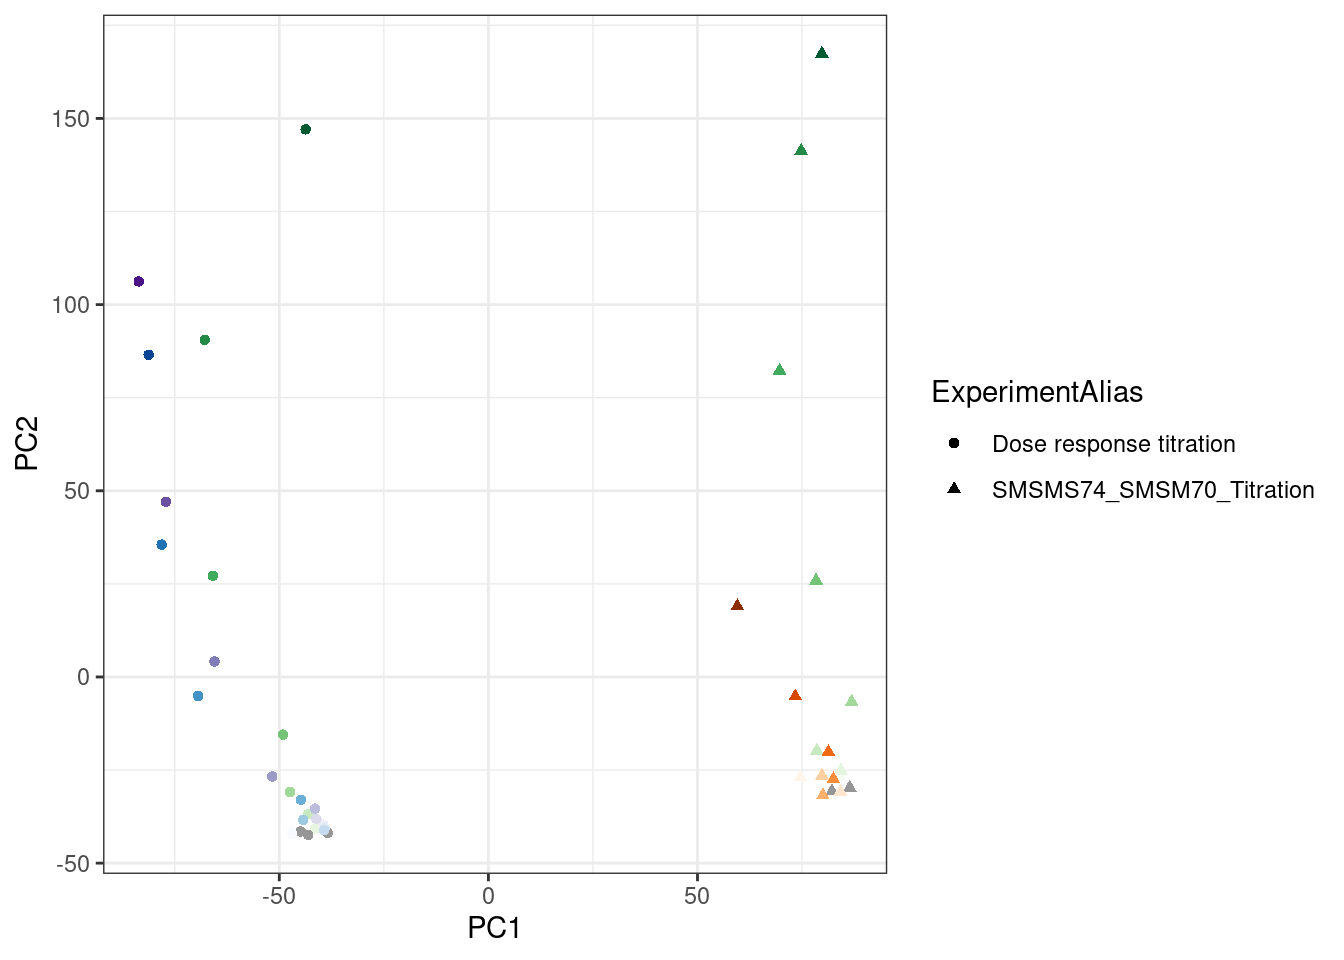 150
100
50
0
-50
PC2
-50
0
50
PC1
ExperimentAlias
Dose response titration
SMSMS74_SMSM70_Titration